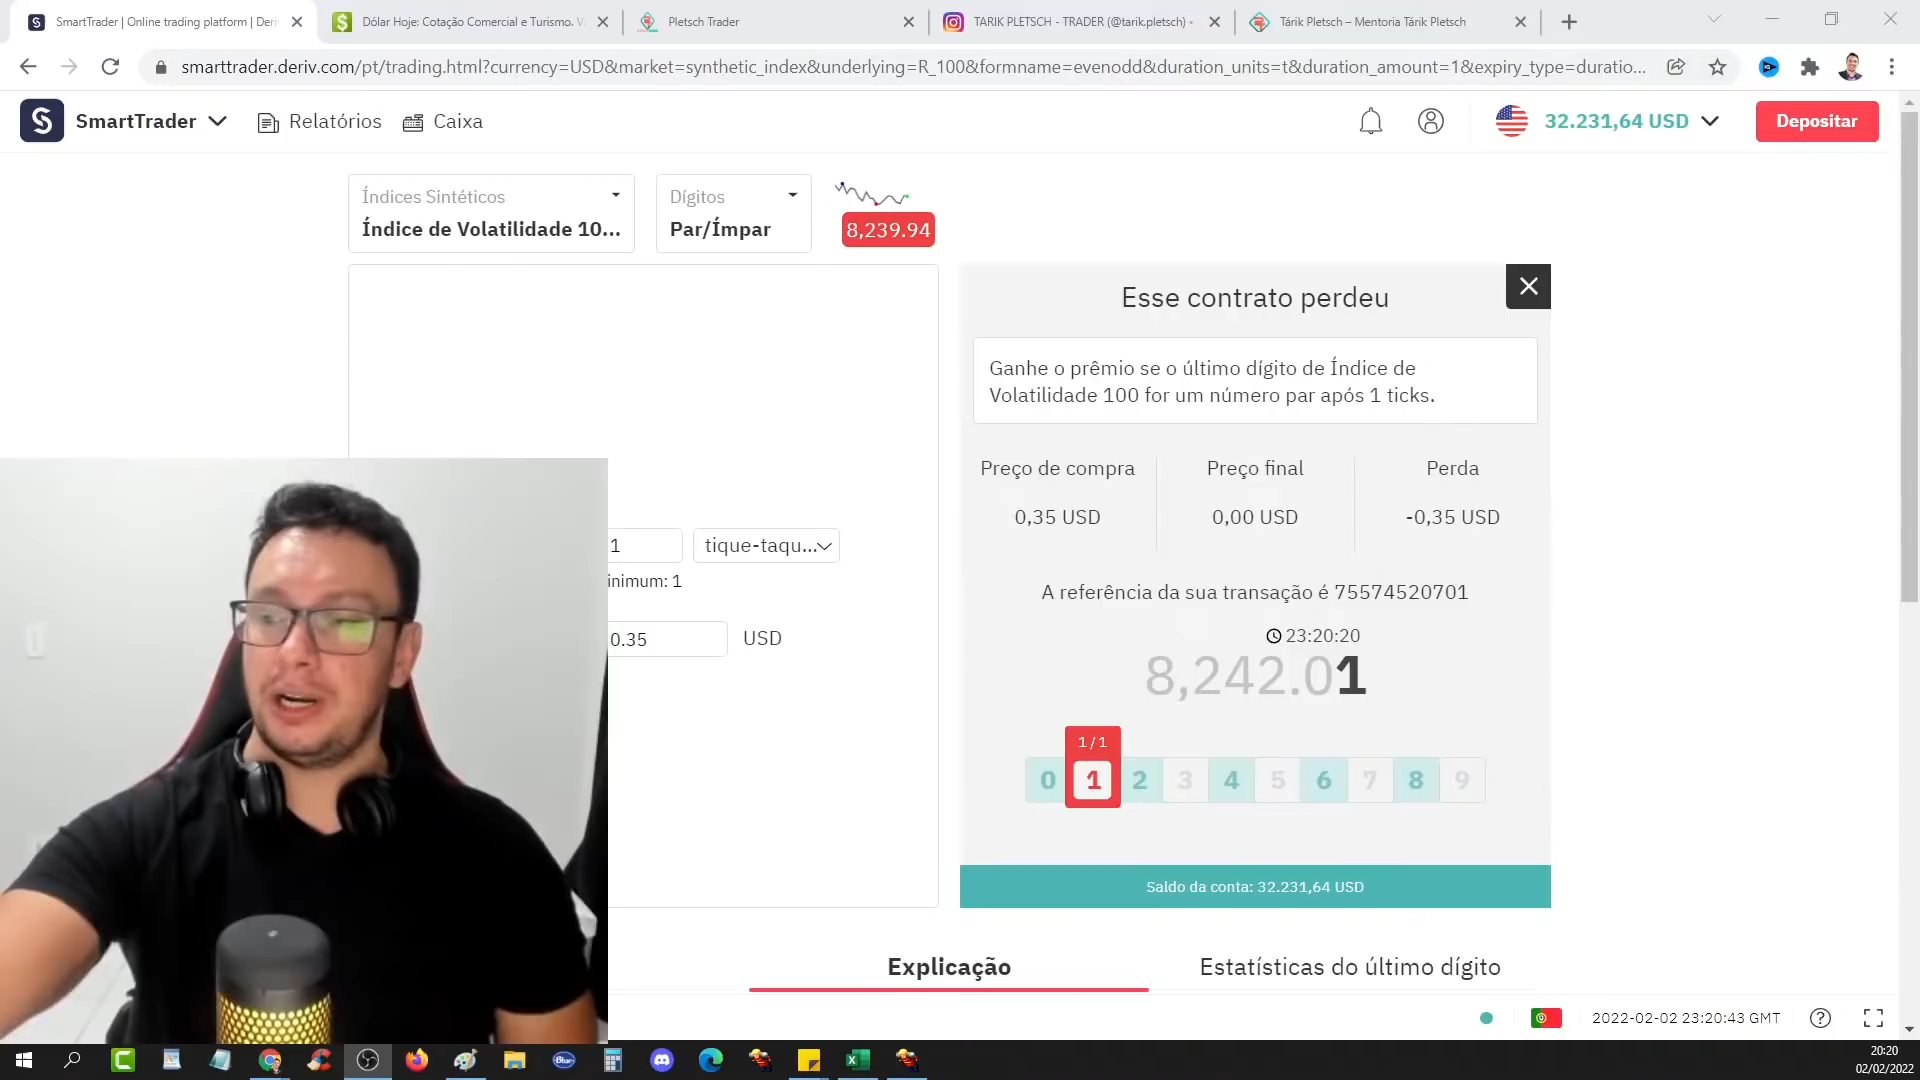 SmartTrader | Online trading platform | Deri
Dólar Hoje: Cotação Comercial e Turismo. V
Pletsch Trader
TARIK PLETSCH - TRADER (@tarik.pletsch) •
Tárik Pletsch – Mentoria Tárik Pletsch
smarttrader.deriv.com/pt/trading.html?currency=USD&market=synthetic_index&underlying=R_100&formname=evenodd&duration_units=t&duration_amount=1&expiry_type=duratio...
SmartTrader
Relatórios
Caixa
32.231,64 USD
Depositar
Índices Sintéticos
Índice de Volatilidade 10...
Dígitos
Par/Ímpar
8,239.94
Esse contrato perdeu
Ganhe o prêmio se o último dígito de Índice de
Volatilidade 100 for um número par após 1 ticks.
Preço de compra
Preço final
Perda
0,35 USD
0,00 USD
-0,35 USD
1
tique-taqu...
inimum: 1
0.35
USD
A referência da sua transação é 75574520701
23:20:20
8,242.01
1/1
0 1 2 3 4 5 6 7 8 9
Saldo da conta: 32.231,64 USD
Explicação
Estatísticas do último dígito
2022-02-02 23:20:43 GMT
Blue
20:20
02/02/2022